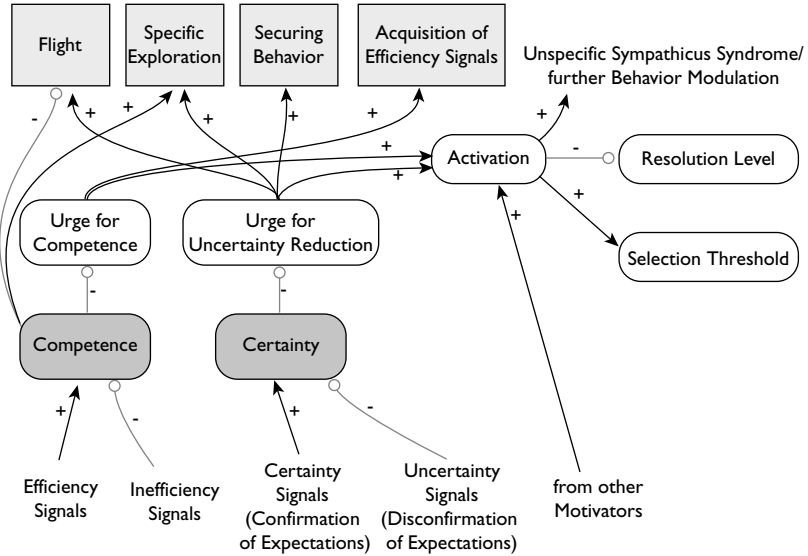 Flight
Specific
Exploration
Securing
Behavior
Acquisition of
Efficiency Signals
Unspecific Sympathicus Syndrome/
further Behavior Modulation
-
+
+
+
+
+
+
+
+
-
+
+
Activation
Resolution Level
Selection Threshold
Urge for
Competence
Urge for
Uncertainty Reduction
-
-
Competence
Certainty
+
-
+
-
Efficiency
Signals
Inefficiency
Signals
Certainty
Signals
(Confirmation
of Expectations)
Uncertainty
Signals
(Disconfirmation
of Expectations)
from other
Motivators